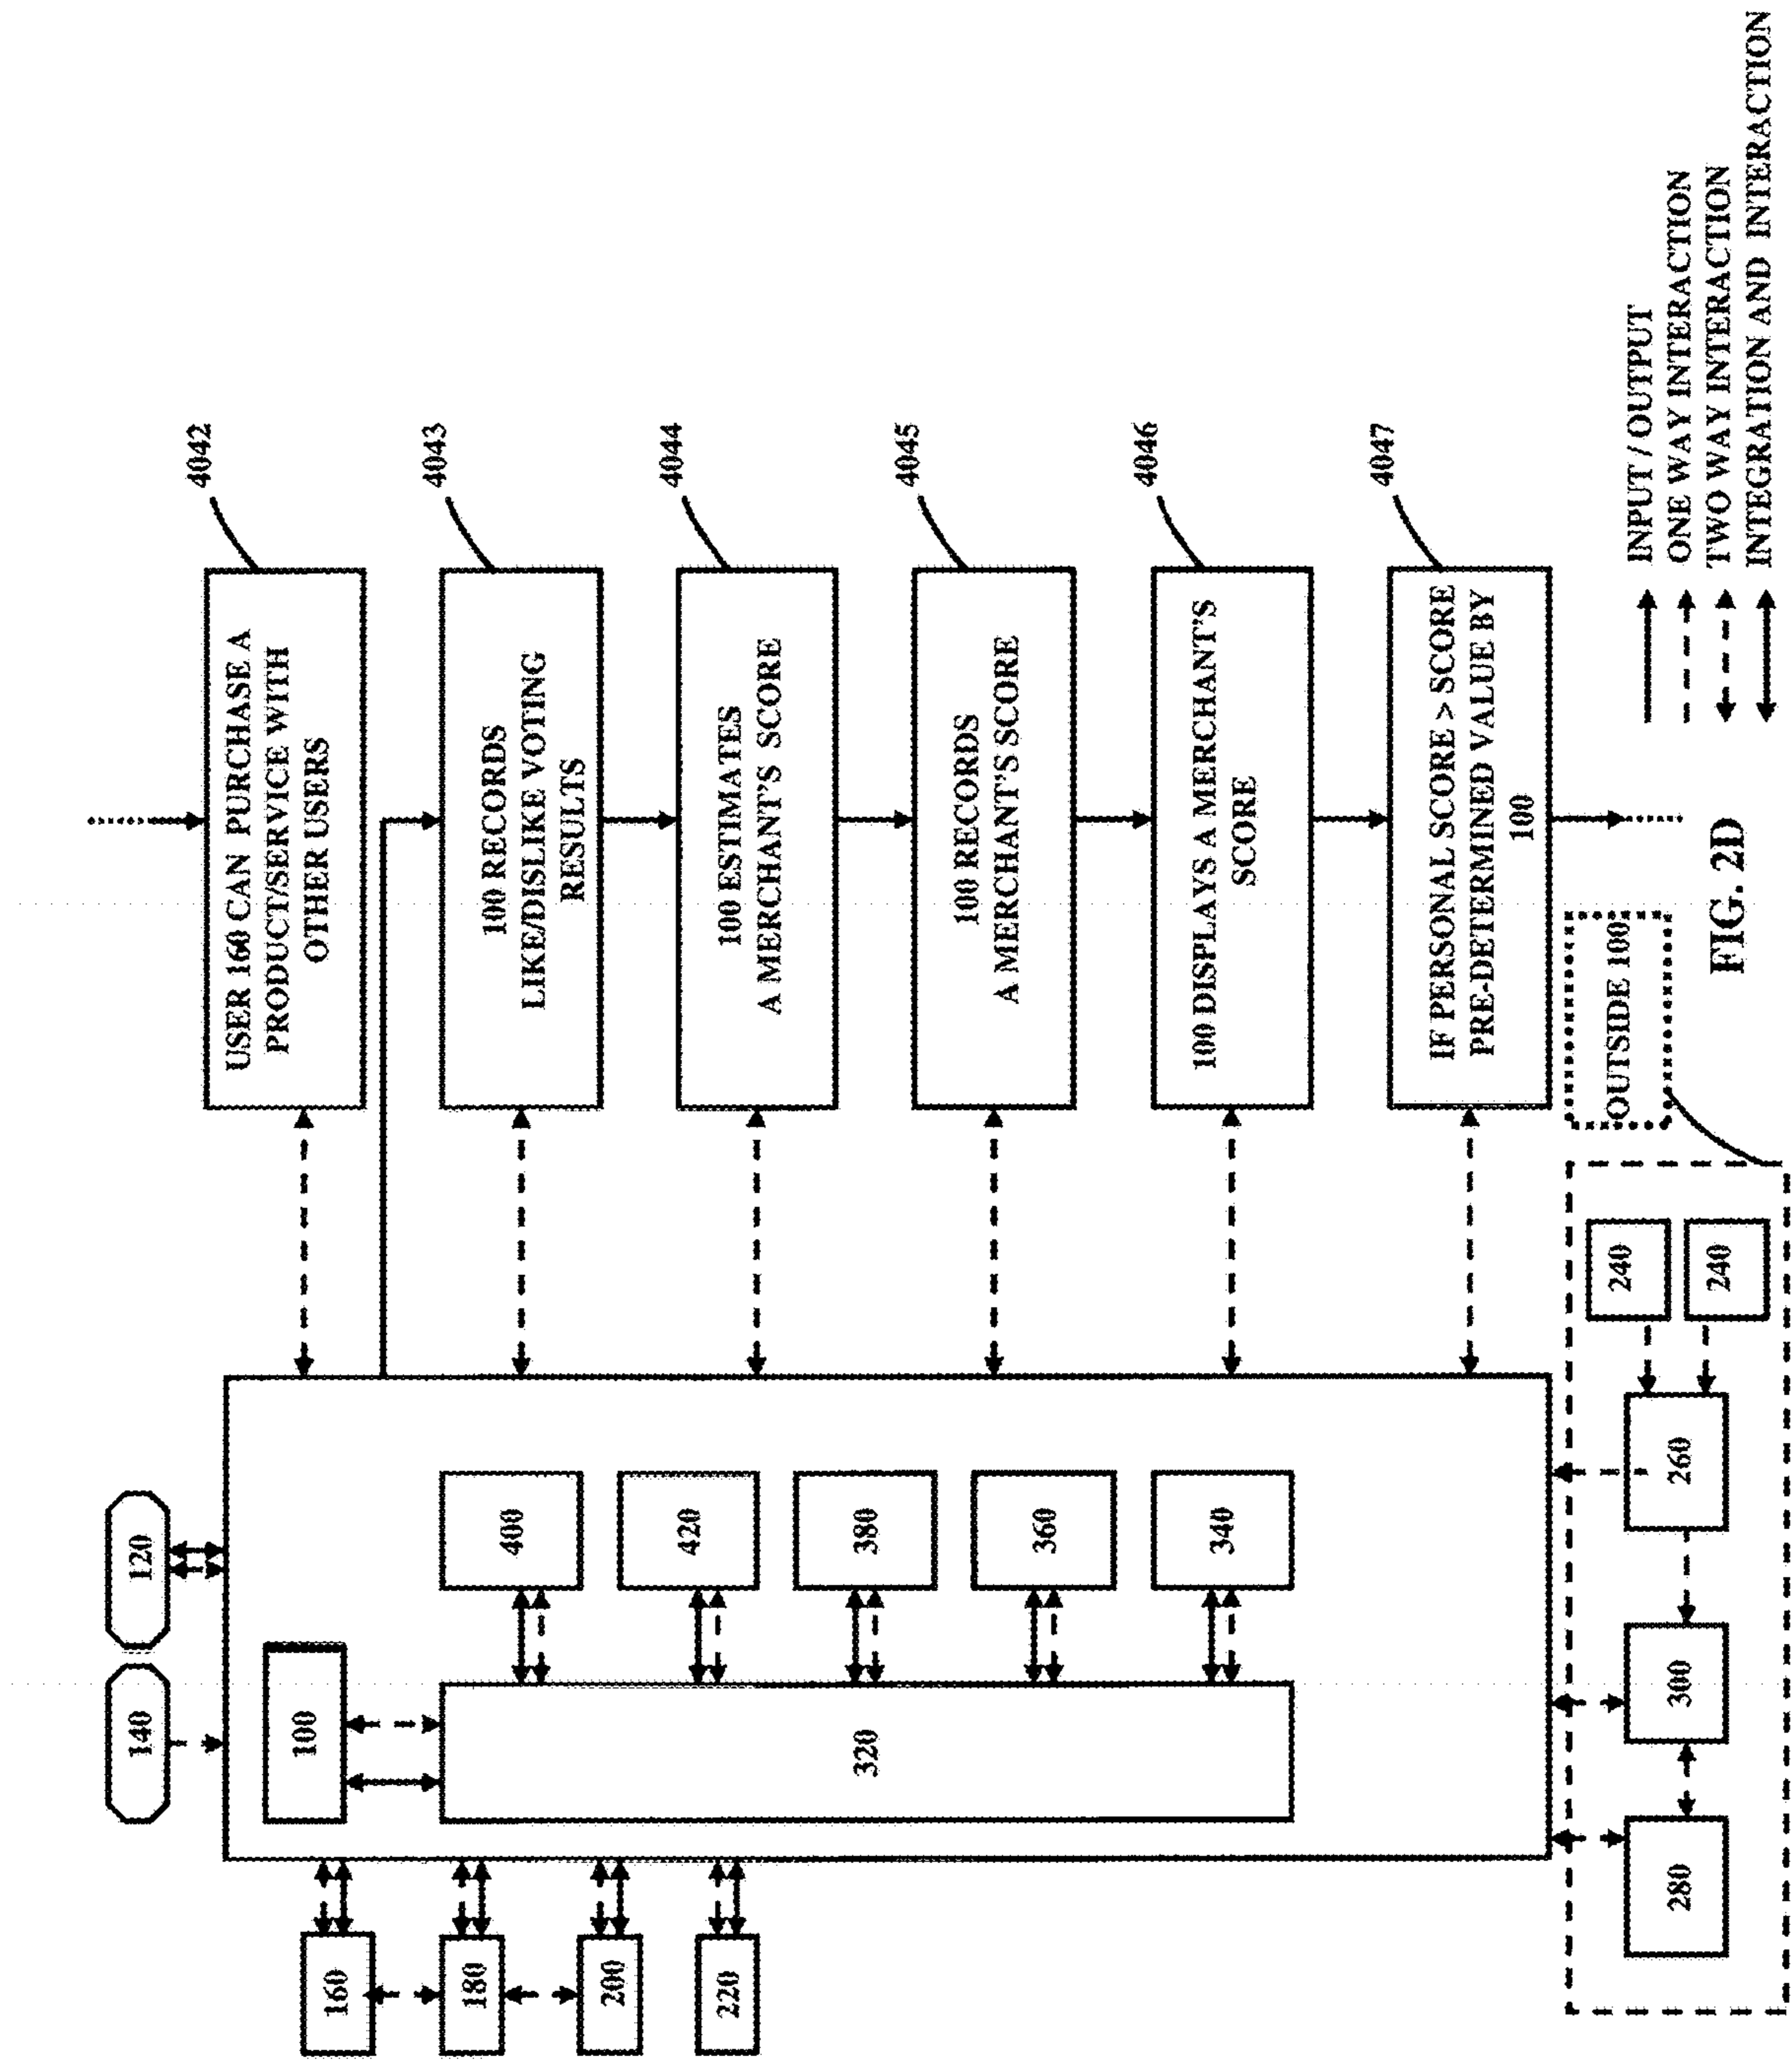 4042
USER 160 CAN PURCHASE A
PRODUCT/SERVICE WITH
OTHER USERS
4043
100 RECORDS
LIKE/DISLIKE VOTING
RESULTS
4044
100 ESTIMATES
A MERCHANT'S SCORE
4045
100 RECORDS
A MERCHANT'S SCORE
4046
100 DISPLAYS A MERCHANT'S
SCORE
4047
IF PERSONAL SCORE > SCORE
PRE-DETERMINED VALUE BY
100
140
120
100
320
400
420
380
360
340
160
180
200
220
280
300
260
240
240
OUTSIDE 100
INPUT / OUTPUT
ONE WAY INTERACTION
TWO WAY INTERACTION
INTEGRATION AND INTERACTION
FIG. 2D